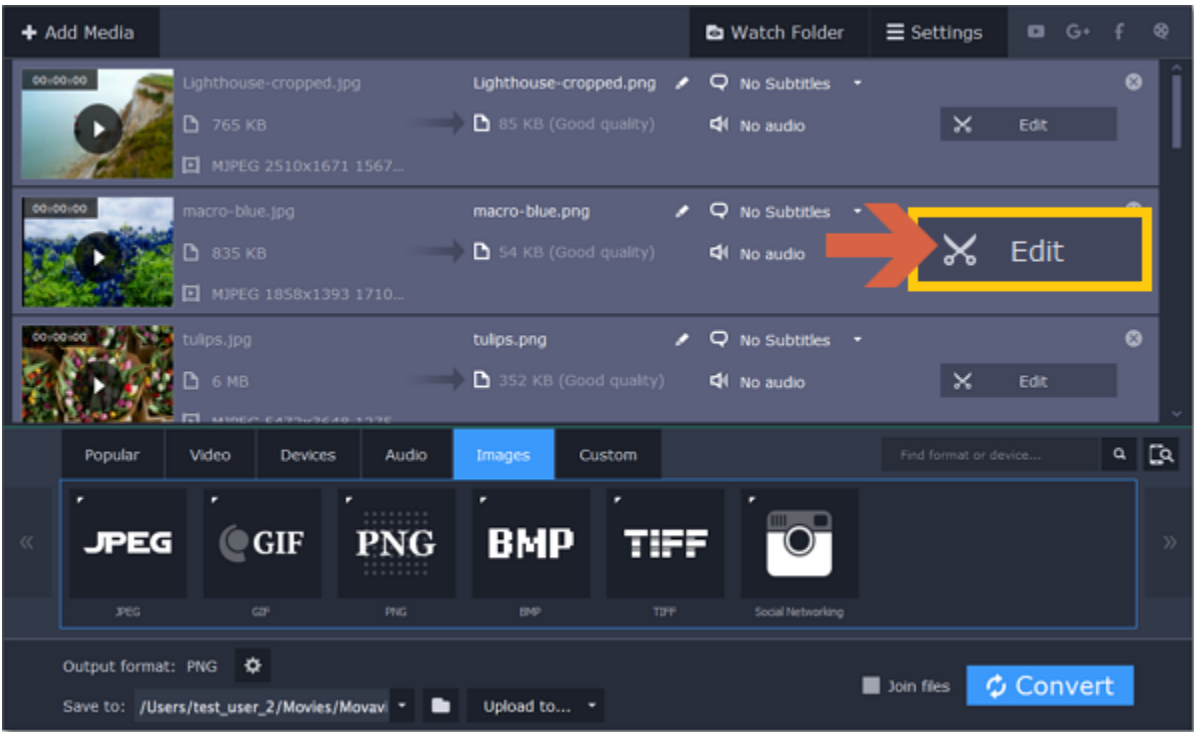 Add Media
Watch Folder
Settings
00:00:00
Lighthouse-cropped.jpg
Lighthouse-cropped.png
No Subtitles
765 KB
85 KB (Good quality)
No audio
Edit
MJPEG 2510x1671 1567...
00:00:00
macro-blue.jpg
macro-blue.png
No Subtitles
835 KB
54 KB (Good quality)
No audio
Edit
MJPEG 1858x1393 1710...
00:00:00
tulips.jpg
tulips.png
No Subtitles
6 MB
352 KB (Good quality)
No audio
Edit
MJPEG 5472x3648 1275
Popular
Video
Devices
Audio
Images
Custom
Find format or device...
JPEG
GIF
PNG
BMP
TIFF
JPEG
GIF
PNG
BMP
TIFF
Social Networking
Output format: PNG
Join files
Convert
Save to: /Users/test_user_2/Movies/Movavi
Upload to...